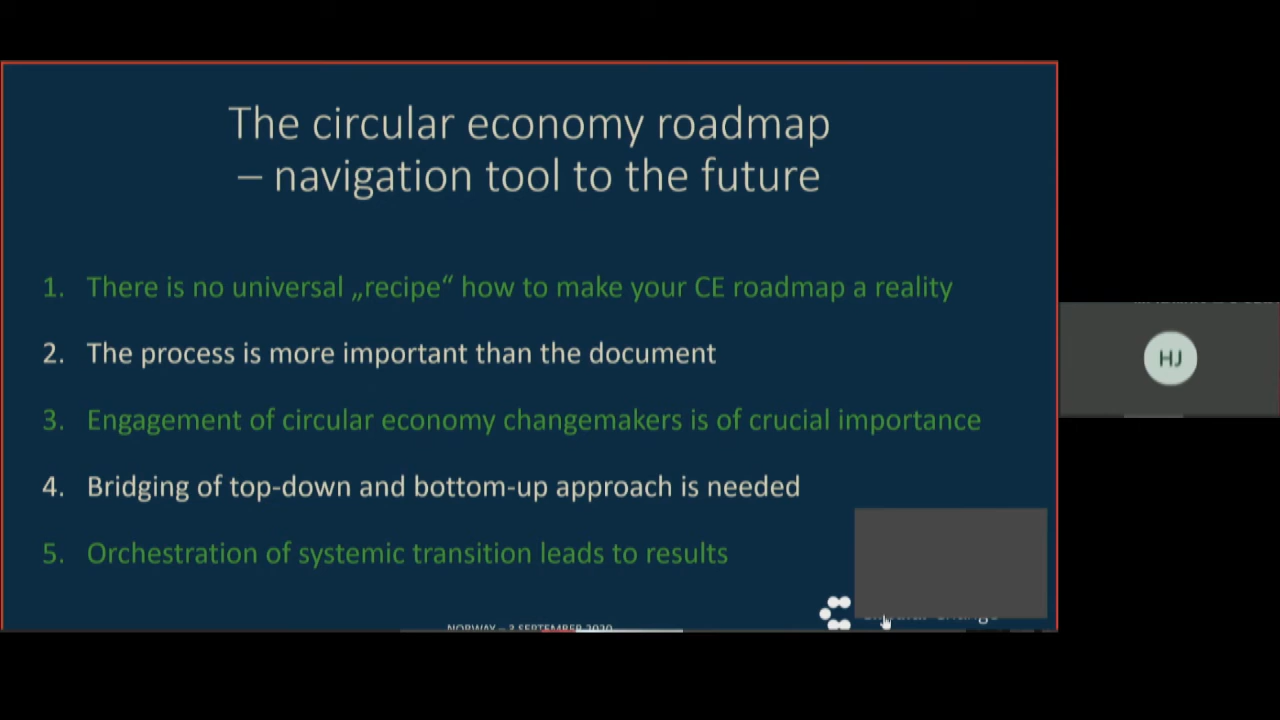 The circular economy roadmap
– navigation tool to the future
1. There is no universal „recipe“ how to make your CE roadmap a reality
2. The process is more important than the document
3. Engagement of circular economy changemakers is of crucial importance
4. Bridging of top-down and bottom-up approach is needed
5. Orchestration of systemic transition leads to results
HJ
NORWAY – 3 SEPTEMBER 2020